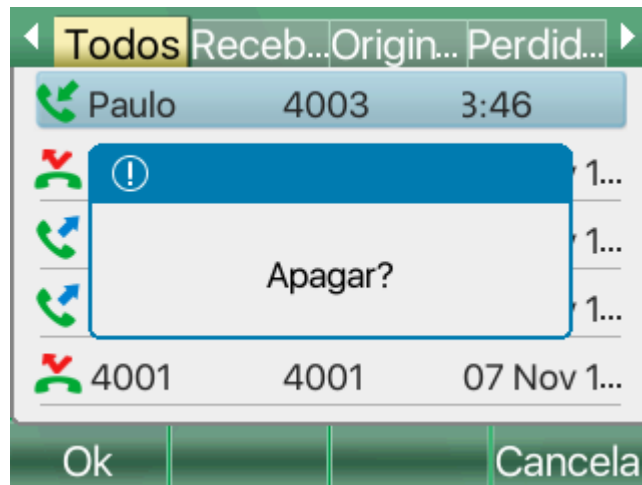 Todos Receb... Origin... Perdid...
Paulo 4003 3:46
1...
1...
Apagar?
1...
4001 4001 07 Nov 1...
Ok Cancela